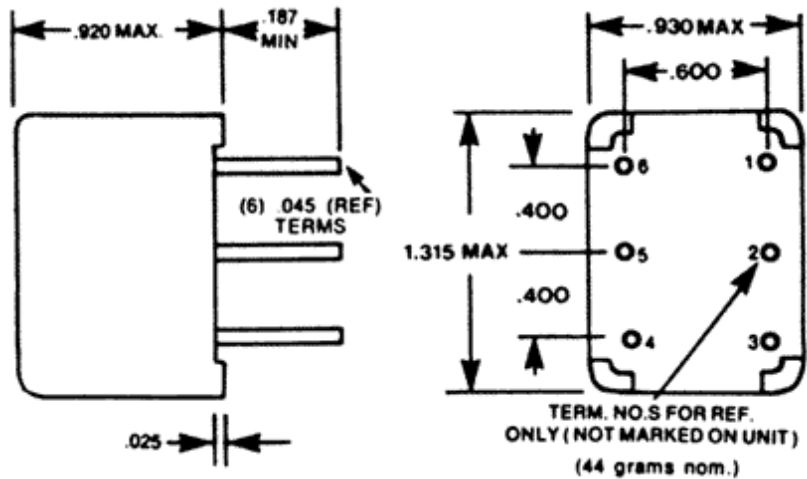 .920 MAX.
.187
MIN
(6) .045 (REF)
TERMS
.025
.930 MAX
.600
6
1
.400
1.315 MAX
5
2
.400
4
3
TERM. NO.S FOR REF.
ONLY (NOT MARKED ON UNIT)
(44 grams nom.)